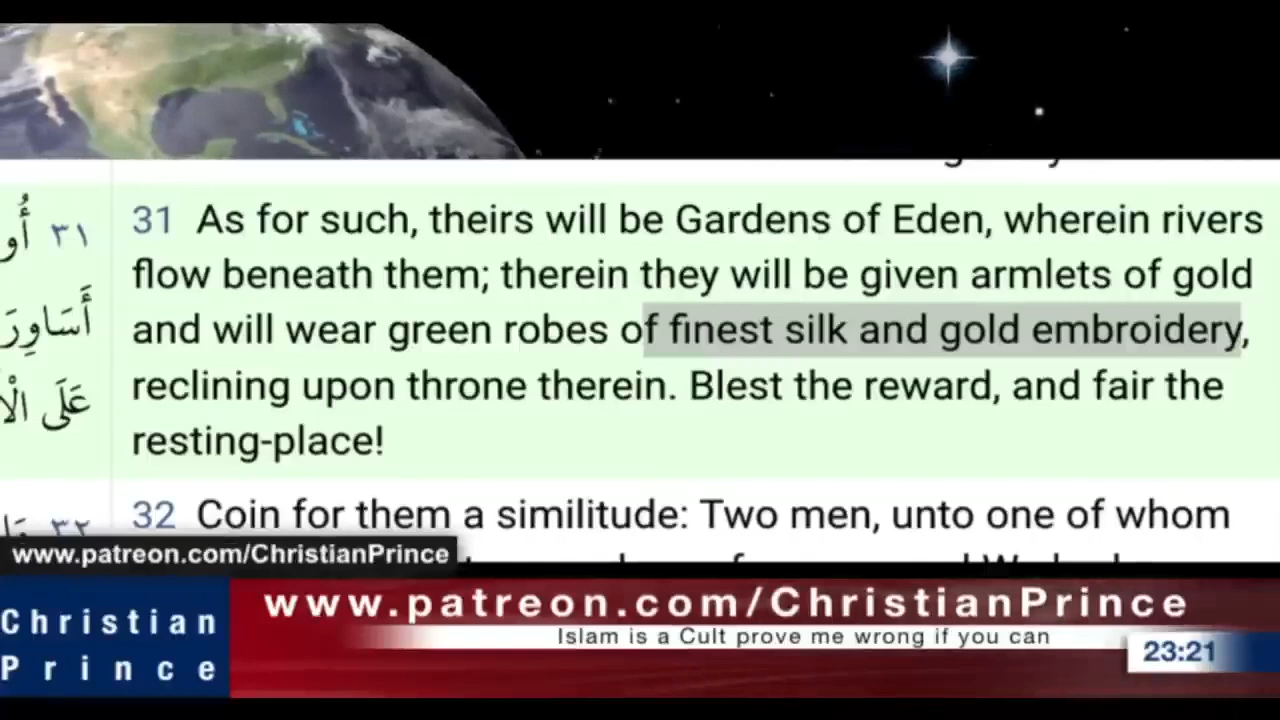 ٣١ أُو
31 As for such, theirs will be Gardens of Eden, wherein rivers
flow beneath them; therein they will be given armlets of gold
أَسَاوِرَ
and will wear green robes of finest silk and gold embroidery,
عَلَى الْأ
reclining upon throne therein. Blest the reward, and fair the
resting-place!
٣٢
32 Coin for them a similitude: Two men, unto one of whom
www.patreon.com/ChristianPrince
Christian
Prince
www.patreon.com/ChristianPrince
Islam is a Cult prove me wrong if you can
23:21